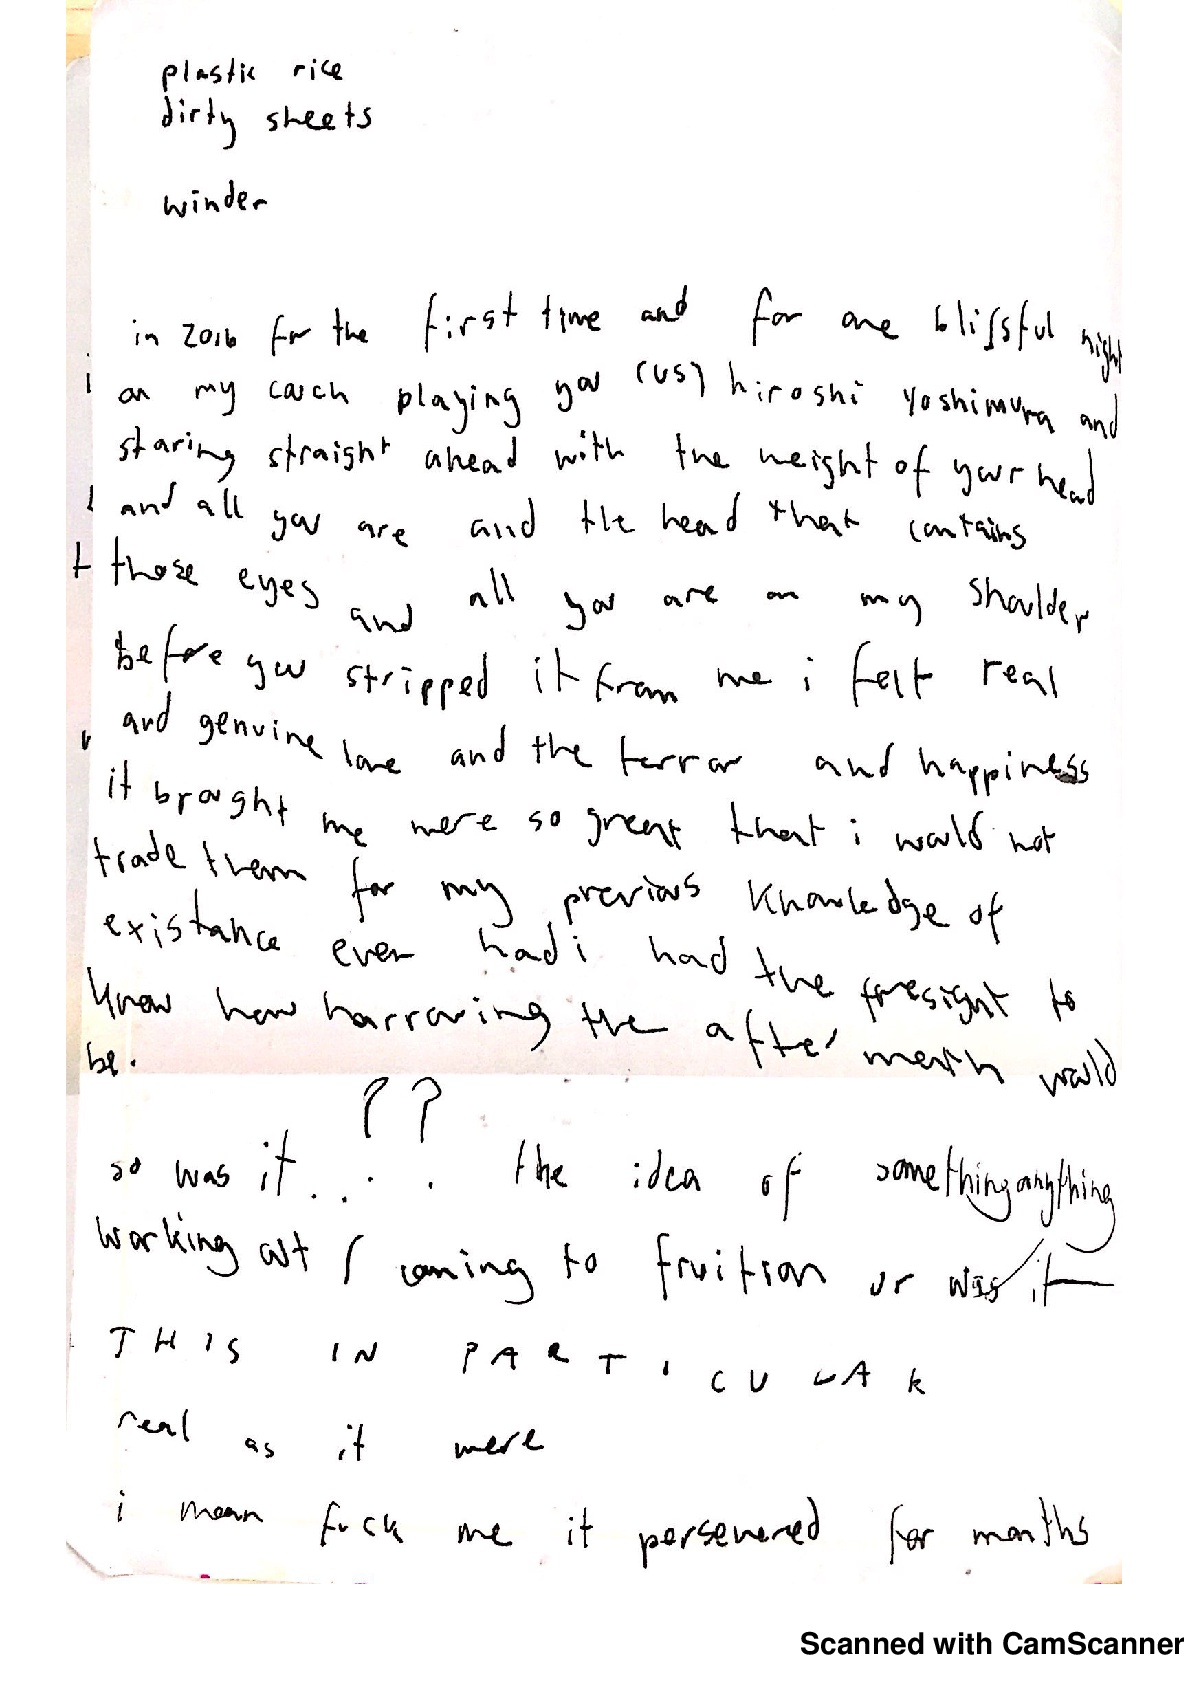 plastic rice
dirty sheets
winder
in 2016 for the first time and for one blissful night
on my couch playing you (us) hiroshi yoshimura and
staring straight ahead with the weight of your head
and all you are and the head that contains
those eyes and all you are on my shoulder
before you stripped it from me i felt real
and genuine love and the terror and happiness
it brought me were so great that i would not
trade them for my previous knowledge of
existance even had i had the foresight to
know how harrowing the after math would
be.
??
so was it.... the idea of something anything
working out / coming to fruition or was it
THIS IN PARTICULAR
real as it were
i mean fuck me it persevered for months
Scanned with CamScanner